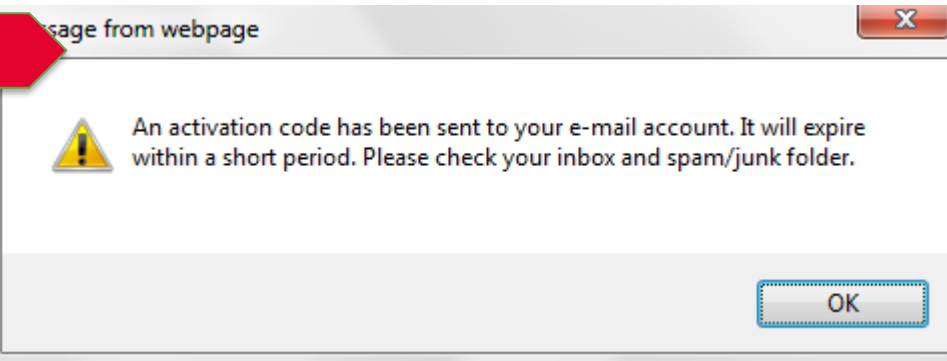 from webpage
An activation code has been sent to your e-mail account. It will expire
within a short period. Please check your inbox and spam/junk folder.
OK